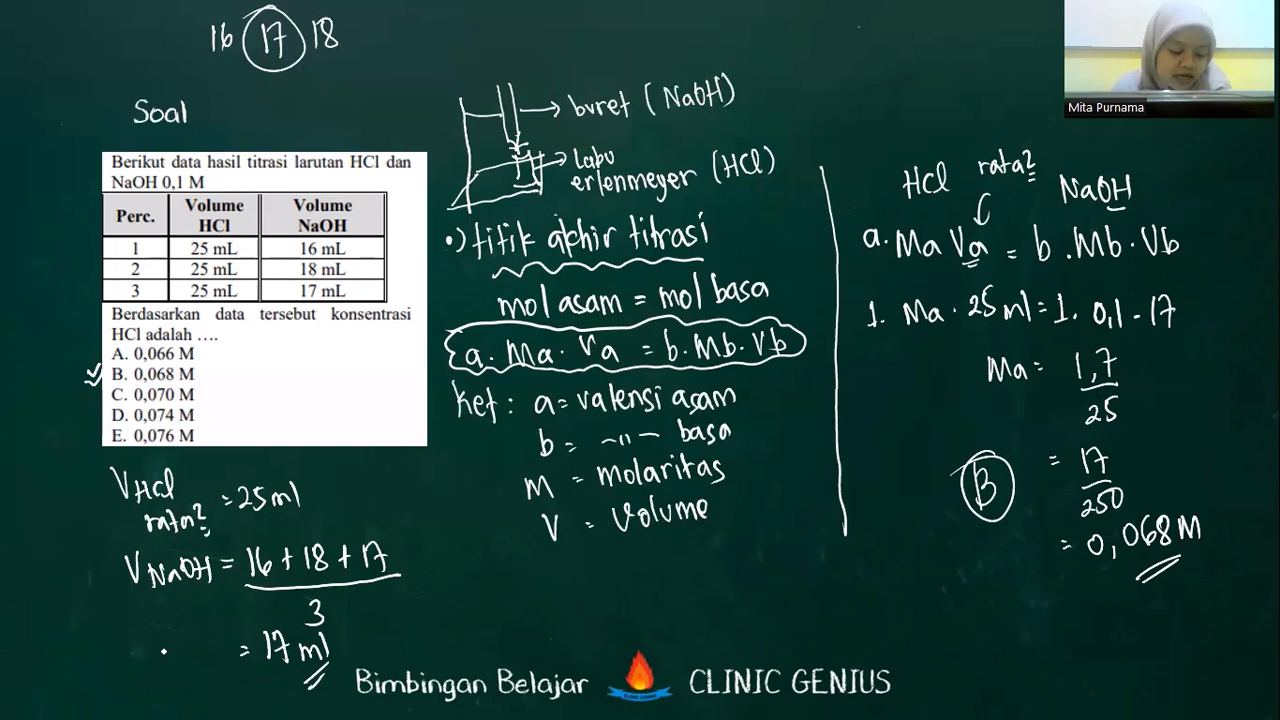 16 17 18
Soal
Berikut data hasil titrasi larutan HCl dan
NaOH 0,1 M
Perc. Volume HCl Volume NaOH
1 25 mL 16 mL
2 25 mL 18 mL
3 25 mL 17 mL
Berdasarkan data tersebut konsentrasi
HCl adalah ….
A. 0,066 M
B. 0,068 M
C. 0,070 M
D. 0,074 M
E. 0,076 M
V HCl rata² = 25 ml
V NaOH = 16 + 18 + 17
3
= 17 ml
buret (NaOH)
labu
erlenmeyer (HCl)
•) titik akhir titrasi
mol asam = mol basa
a. Ma. Va = b. Mb. Vb
Ket : a = valensi asam
b = -〃- basa
M = molaritas
V = volume
HCl rata² NaOH
a. Ma Va = b . Mb . Vb
1. Ma . 25 ml = 1. 0,1 - 17
Ma = 1,7
25
= 17
250
B
= 0,068 M
Mita Purnama
Bimbingan Belajar CLINIC GENIUS